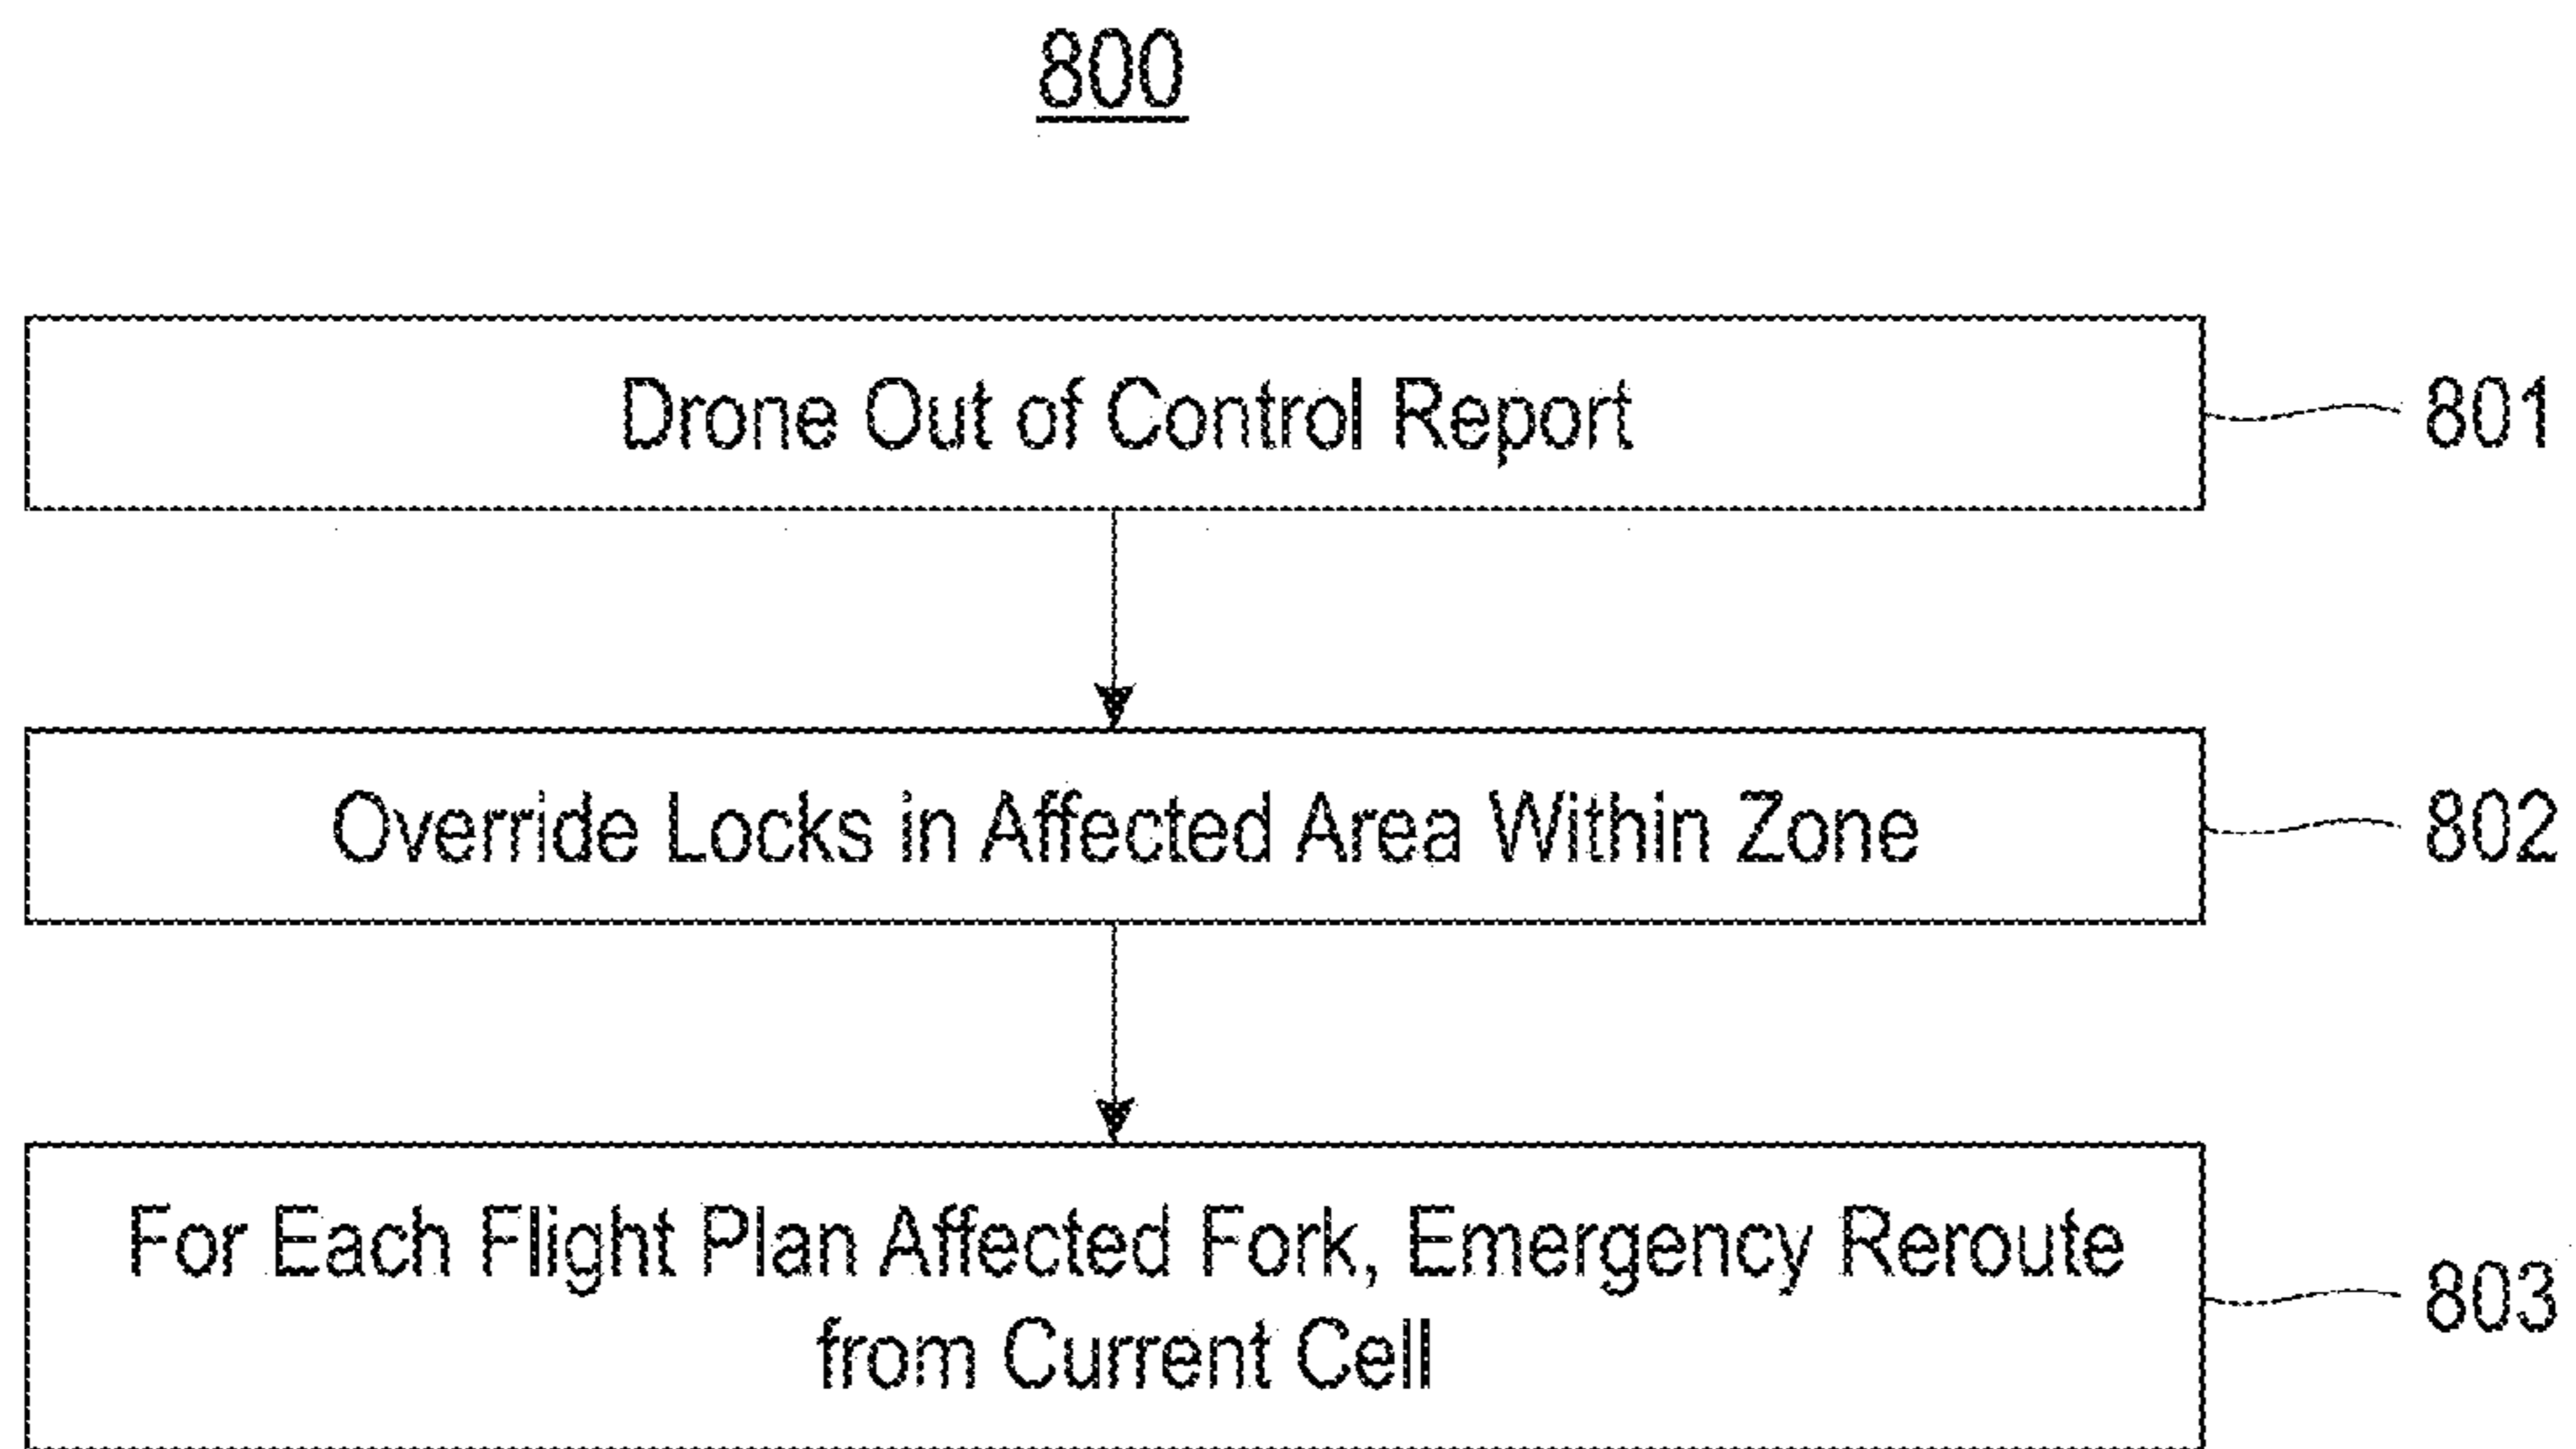 800
Drone Out of Control Report
801
Override Locks in Affected Area Within Zone
802
For Each Flight Plan Affected Fork, Emergency Reroute
from Current Cell
803